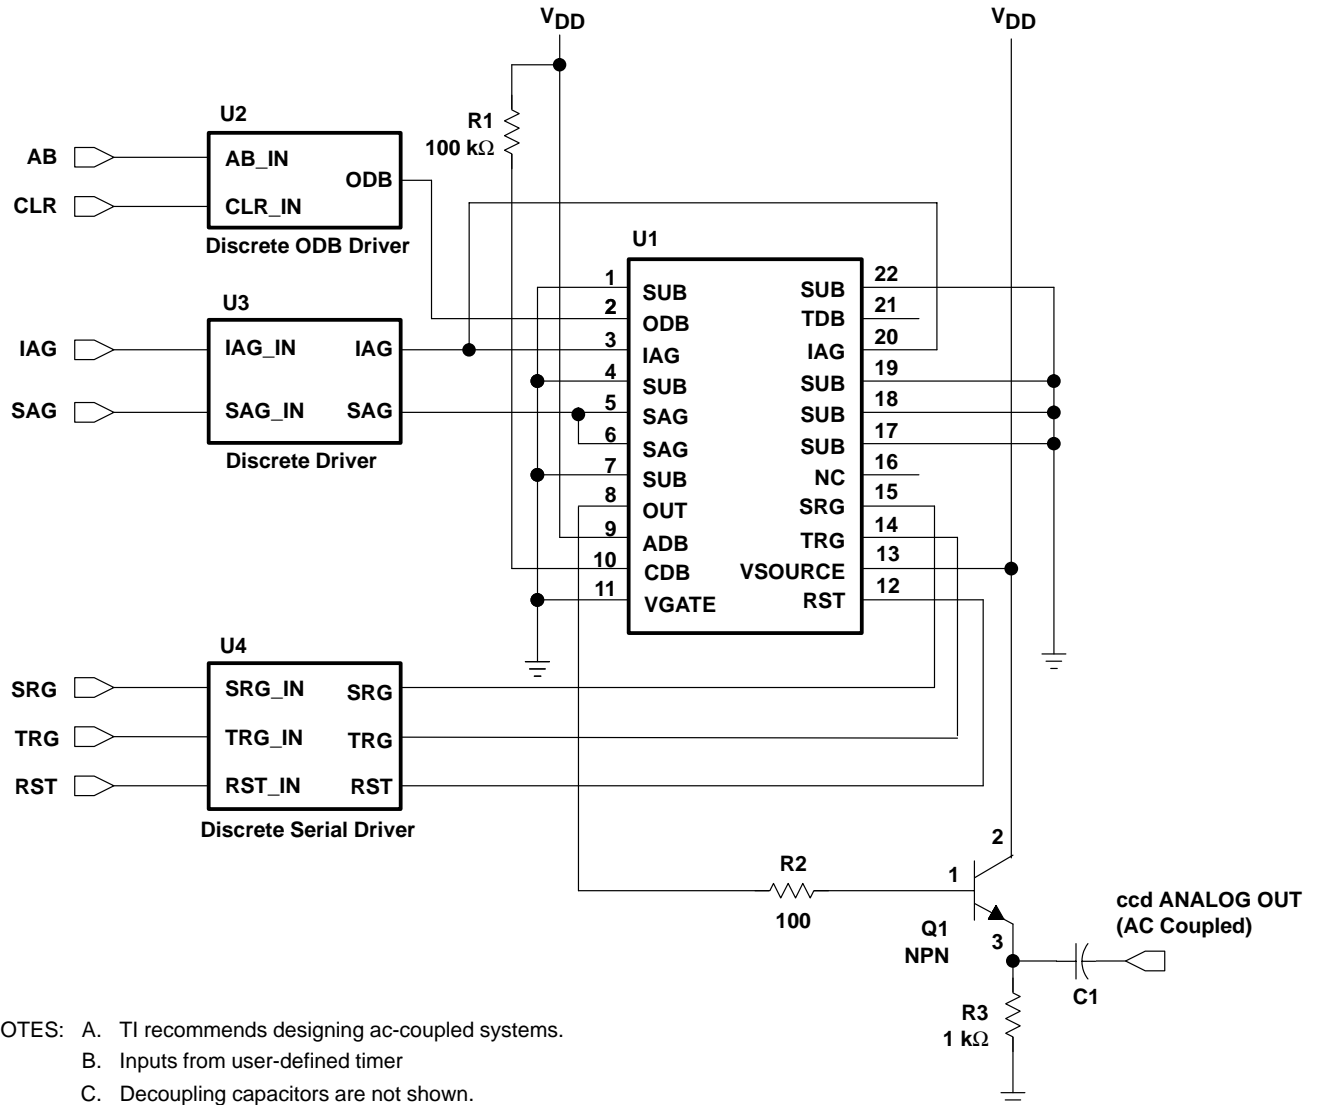 VDD
VDD
U2
AB
AB_IN
ODB
CLR
CLR_IN
Discrete ODB Driver
R1
100 kΩ
U3
IAG
IAG_IN
IAG
SAG
SAG_IN
SAG
Discrete Driver
U1
1
SUB
2
ODB
3
IAG
4
SUB
5
SAG
6
SAG
7
SUB
8
OUT
9
ADB
10
CDB
11
VGATE
SUB
22
TDB
21
IAG
20
SUB
19
SUB
18
SUB
17
NC
16
SRG
15
TRG
14
VSOURCE
13
RST
12
U4
SRG
SRG_IN
SRG
TRG
TRG_IN
TRG
RST
RST_IN
RST
Discrete Serial Driver
R2
100
1
2
3
Q1
NPN
ccd ANALOG OUT
(AC Coupled)
C1
R3
1 kΩ
OTES: A. TI recommends designing ac-coupled systems.
B. Inputs from user-defined timer
C. Decoupling capacitors are not shown.